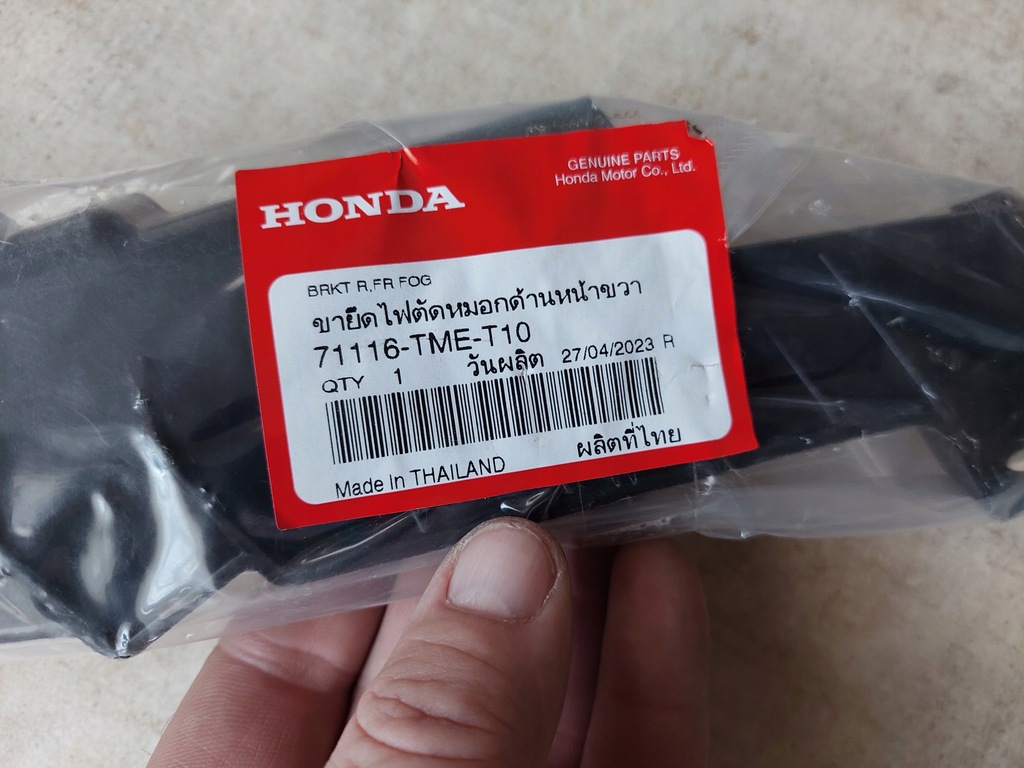 HONDA
GENUINE PARTS
Honda Motor Co., Ltd.
BRKT R,FR FOG
ขายึดไฟตัดหมอกด้านหน้าขวา
71116-TME-T10
QTY 1 วันผลิต 27/04/2023 R
Made In THAILAND ผลิตที่ไทย